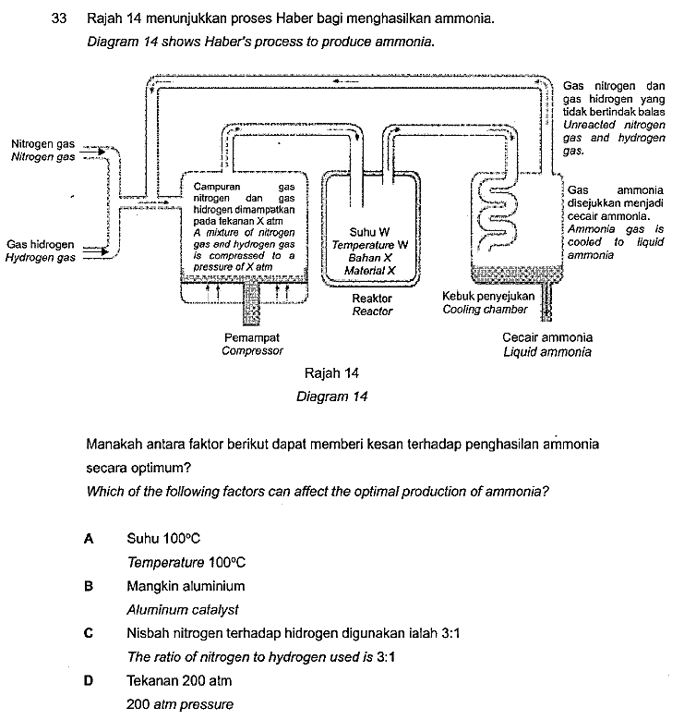 33 Rajah 14 menunjukkan proses Haber bagi menghasilkan ammonia.
Diagram 14 shows Haber's process to produce ammonia.
Nitrogen gas
Nitrogen gas
Gas hidrogen
Hydrogen gas
Campuran gas
nitrogen dan gas
hidrogen dimampatkan
pada tekanan X atm
A mixture of nitrogen
gas and hydrogen gas
is compressed to a
pressure of X atm
Pemampat
Compressor
Suhu W
Temperature W
Bahan X
Material X
Reaktor
Reactor
Kebuk penyejukan
Cooling chamber
Gas nitrogen dan
gas hidrogen yang
tidak bertindak balas
Unreacted nitrogen
gas and hydrogen
gas.
Gas ammonia
disejukkan menjadi
cecair ammonia.
Ammonia gas is
cooled to liquid
ammonia
Cecair ammonia
Liquid ammonia
Rajah 14
Diagram 14
Manakah antara faktor berikut dapat memberi kesan terhadap penghasilan ammonia
secara optimum?
Which of the following factors can affect the optimal production of ammonia?
A Suhu 100°C
Temperature 100°C
B Mangkin aluminium
Aluminum catalyst
C Nisbah nitrogen terhadap hidrogen digunakan ialah 3:1
The ratio of nitrogen to hydrogen used is 3:1
D Tekanan 200 atm
200 atm pressure